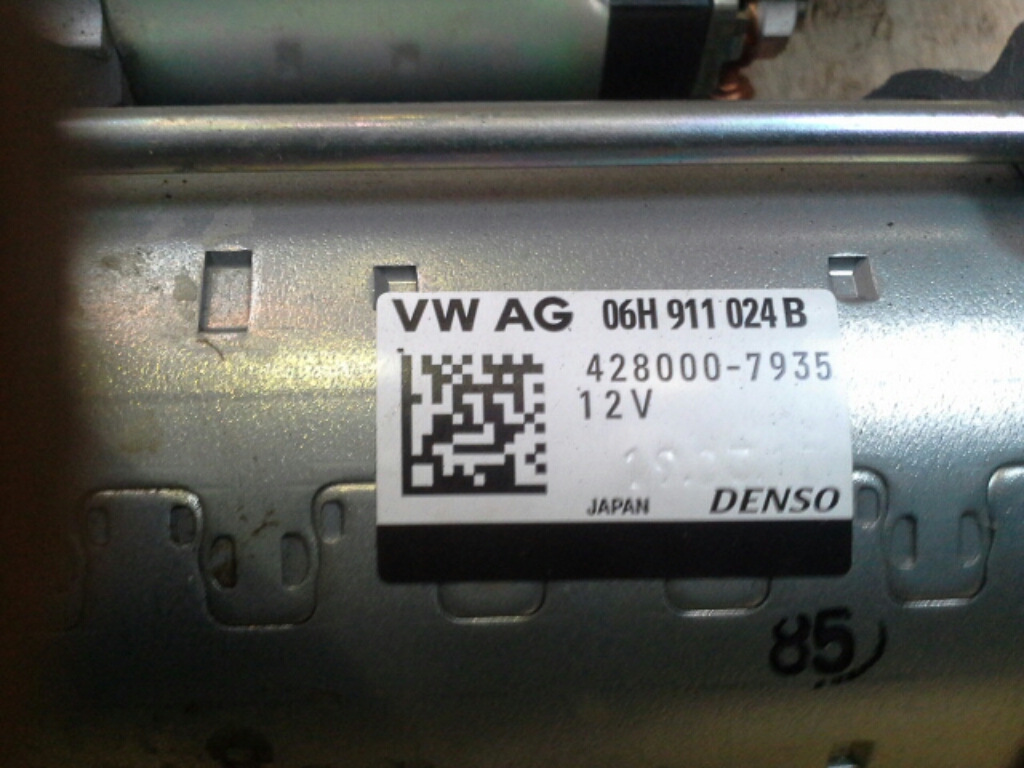 VW AG 06H 911 024 B
428000-7935
12V
JAPAN DENSO
85